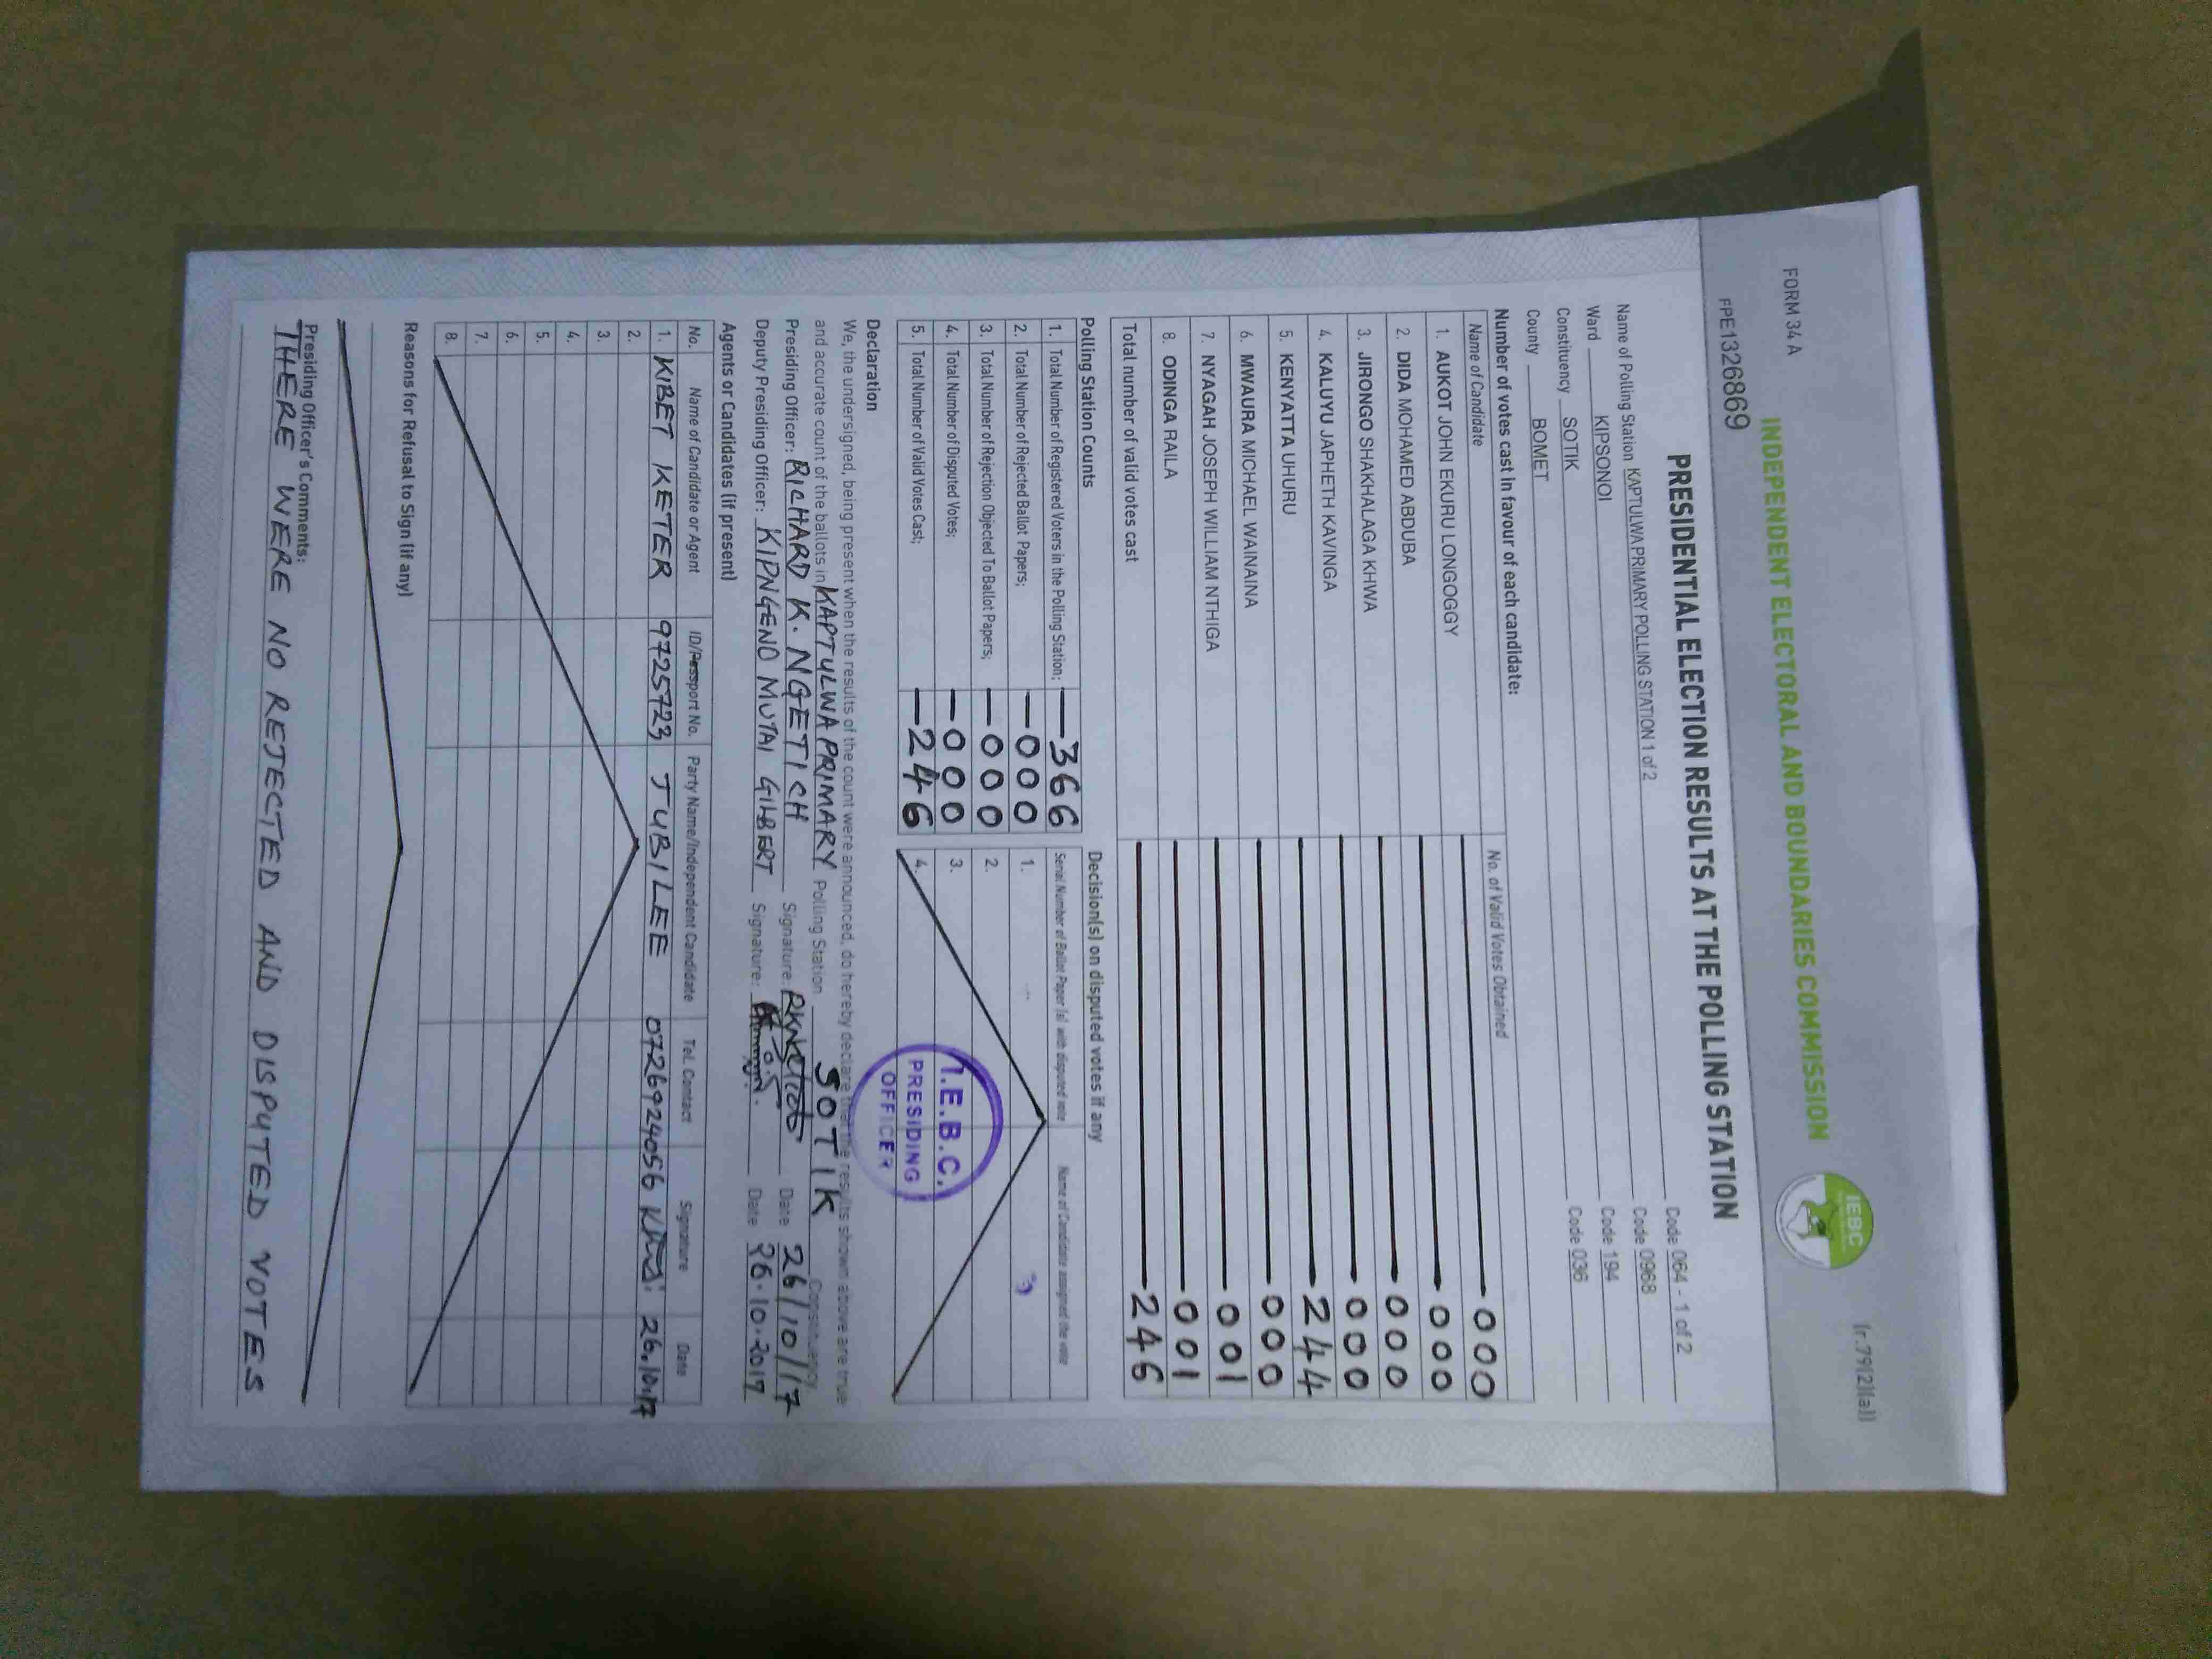 FORM 34 A
(r.79(2)(a))
INDEPENDENT ELECTORAL AND BOUNDARIES COMMISSION
IEBC
FPE1326869
PRESIDENTIAL ELECTION RESULTS AT THE POLLING STATION
Name of Polling Station KAPTULWA PRIMARY POLLING STATION 1 of 2 Code 064 - 1 of 2
Ward KIPSONOI Code 0968
Constituency SOTIK Code 194
County BOMET Code 036
Number of votes cast in favour of each candidate:
Name of Candidate No. of Valid Votes Obtained
1. AUKOT JOHN EKURU LONGOGGY 000
2. DIDA MOHAMED ABDUBA 000
3. JIRONGO SHAKHALAGA KHWA 000
4. KALUYU JAPHETH KAVINGA 000
5. KENYATTA UHURU 244
6. MWAURA MICHAEL WAINAINA 000
7. NYAGAH JOSEPH WILLIAM NTHIGA 001
8. ODINGA RAILA 001
Total number of valid votes cast 246
Polling Station Counts
1. Total Number of Registered Voters in the Polling Station: 366
2. Total Number of Rejected Ballot Papers; 000
3. Total Number of Rejection Objected To Ballot Papers; 000
4. Total Number of Disputed Votes; 000
5. Total Number of Valid Votes Cast; 246
Decision(s) on disputed votes if any
Serial Number of Ballot Paper (s) with disputed vote Name of Candidate assigned the vote
1.
2.
3.
4.
I.E.B.C.
PRESIDING
OFFICER
Declaration
We, the undersigned, being present when the results of the count were announced, do hereby declare that the results shown above are true
and accurate count of the ballots in KAPTULWA PRIMARY Polling Station SOTIK Constituency
Presiding Officer: RICHARD K. NGETICH Signature: Date 26/10/17
Deputy Presiding Officer: KIPNGENO MUTAI GILBERT Signature: Date 26.10.2017
Agents or Candidates (if present)
No. Name of Candidate or Agent ID/Passport No. Party Name/Independent Candidate Tel. Contact Signature Date
1. KIBET KETER 9725723 JUBILEE 0726924056 26.10.17
2.
3.
4.
5.
6.
7.
8.
Reasons for Refusal to Sign (if any)
Presiding Officer's Comments:
THERE WERE NO REJECTED AND DISPUTED VOTES